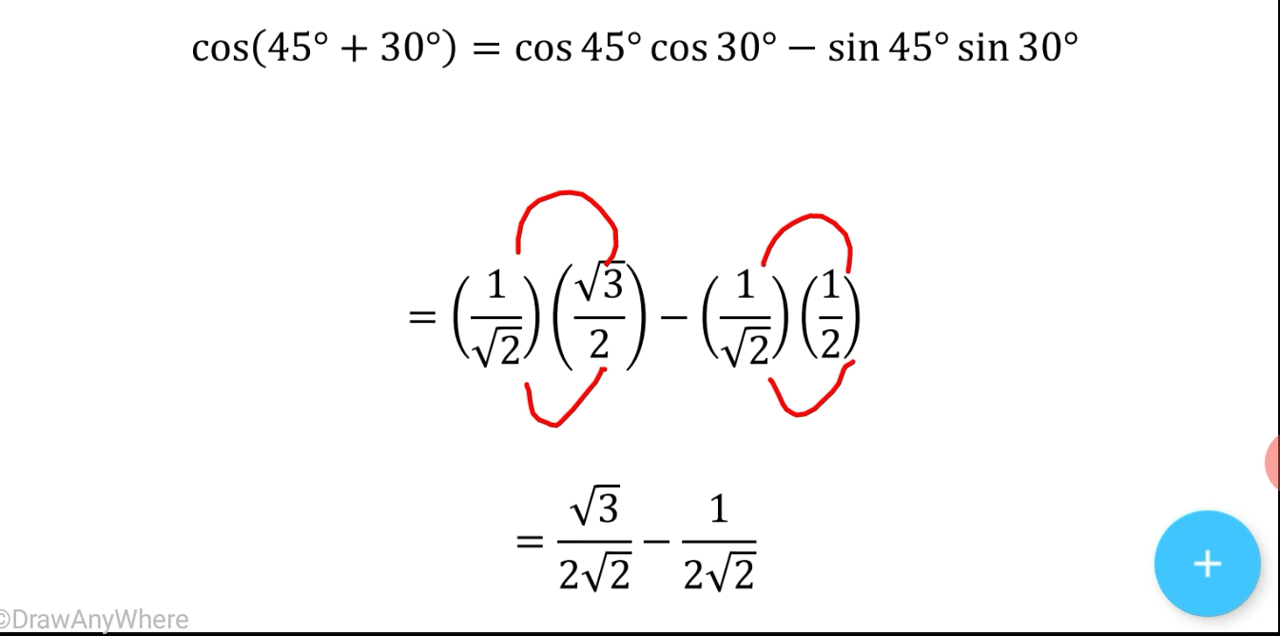 cos(45° + 30°) = cos 45° cos 30° − sin 45° sin 30°
= (1/√2)(√3/2) − (1/√2)(1/2)
= √3/2√2 − 1/2√2
©DrawAnyWhere
+